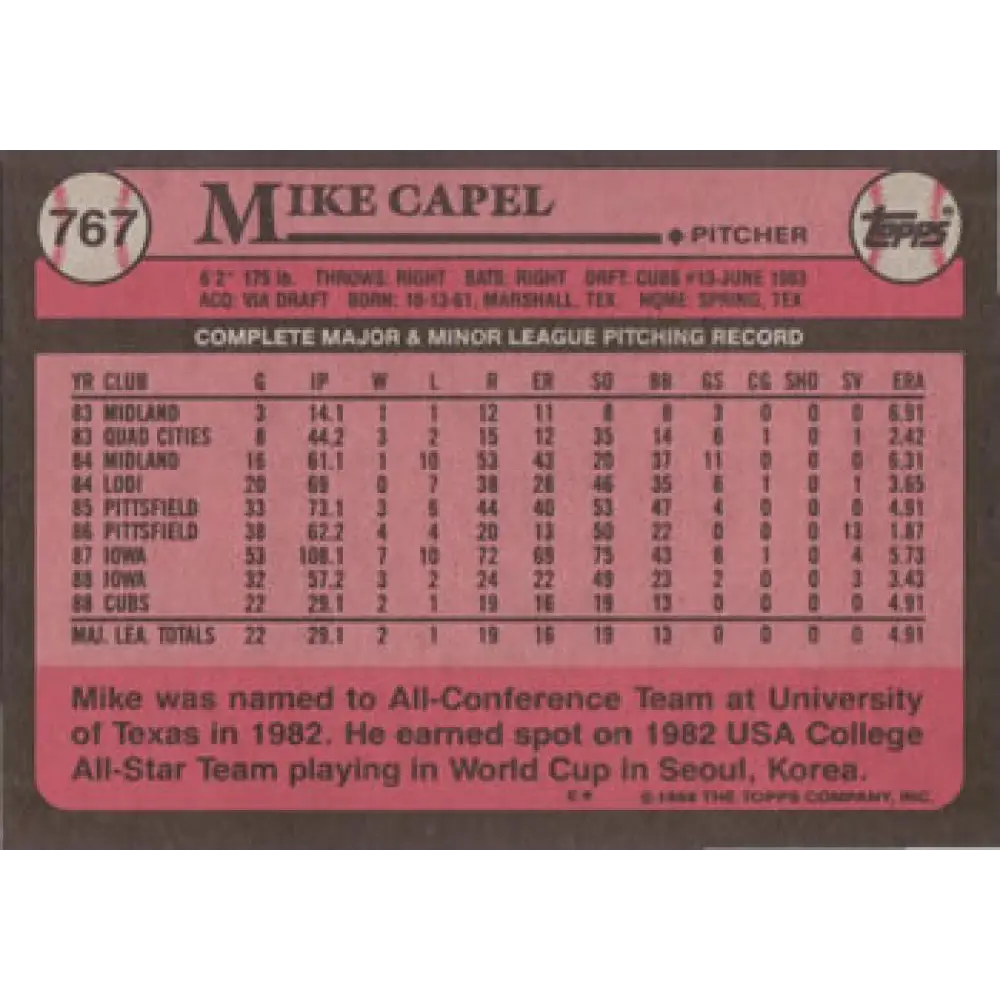 767 MIKE CAPEL ◆ PITCHER TOPPS®
6'2" 175 lb. THROWS: RIGHT BATS: RIGHT DRFT: CUBS #13-JUNE 1983
ACQ: VIA DRAFT BORN: 10-13-61, MARSHALL, TEX. HOME: SPRING, TEX.
COMPLETE MAJOR & MINOR LEAGUE PITCHING RECORD
YR CLUB G IP W L R ER SO BB GS CG SHO SV ERA
83 MIDLAND 3 14.1 1 1 12 11 8 8 3 0 0 0 6.91
83 QUAD CITIES 8 44.2 3 2 15 12 35 14 6 1 0 1 2.42
84 MIDLAND 16 61.1 1 10 53 43 20 37 11 0 0 0 6.31
84 LODI 20 69 0 7 38 28 46 35 6 1 0 1 3.65
85 PITTSFIELD 33 73.1 3 6 44 40 53 47 4 0 0 0 4.91
86 PITTSFIELD 38 62.2 4 4 20 13 50 22 0 0 0 13 1.87
87 IOWA 53 108.1 7 10 72 69 75 43 6 1 0 4 5.73
88 IOWA 32 57.2 3 2 24 22 49 23 2 0 0 3 3.43
88 CUBS 22 29.1 2 1 19 16 19 13 0 0 0 0 4.91
MAJ. LEA. TOTALS 22 29.1 2 1 19 16 19 13 0 0 0 0 4.91
Mike was named to All-Conference Team at University
of Texas in 1982. He earned spot on 1982 USA College
All-Star Team playing in World Cup in Seoul, Korea.
© 1988 THE TOPPS COMPANY, INC.